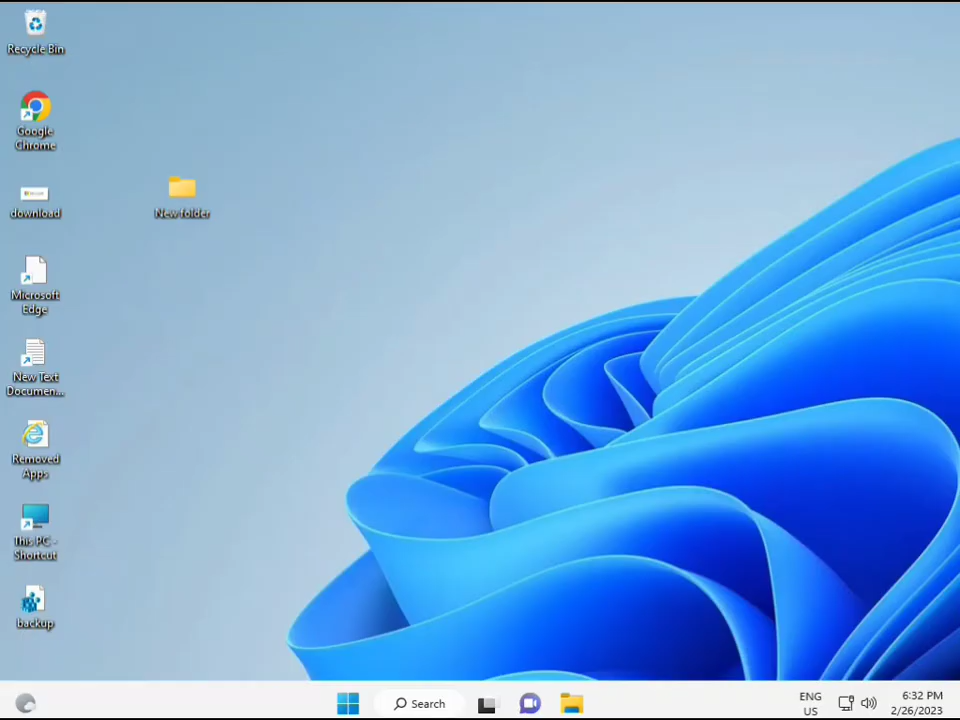 Recycle Bin
Google
Chrome
download
New folder
Microsoft
Edge
New Text
Documen...
Removed
Apps
This PC -
Shortcut
backup
Search
ENG
US
6:32 PM
2/26/2023